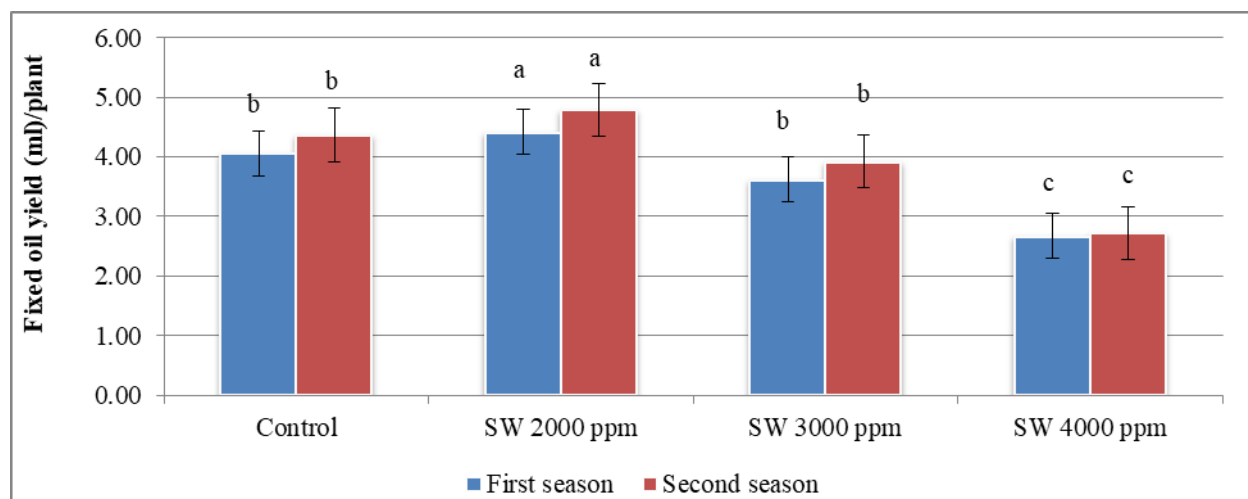 Fixed oil yield (ml)/plant
6.00
5.00
4.00
3.00
2.00
1.00
0.00
b b a a b b c c
Control SW 2000 ppm SW 3000 ppm SW 4000 ppm
First season Second season